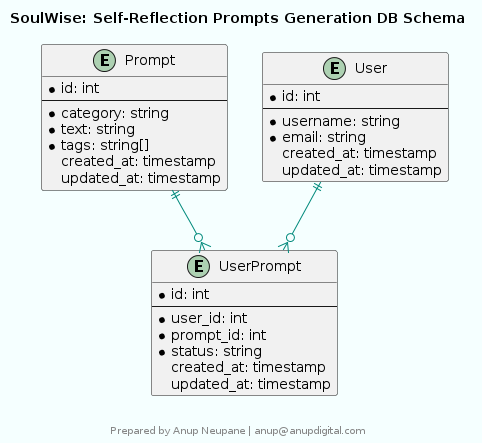 SoulWise: Self-Reflection Prompts Generation DB Schema
E Prompt
id: int
category: string
text: string
tags: string[]
created_at: timestamp
updated_at: timestamp
E User
id: int
username: string
email: string
created_at: timestamp
updated_at: timestamp
E UserPrompt
id: int
user_id: int
prompt_id: int
status: string
created_at: timestamp
updated_at: timestamp
Prepared by Anup Neupane | anup@anupdigital.com